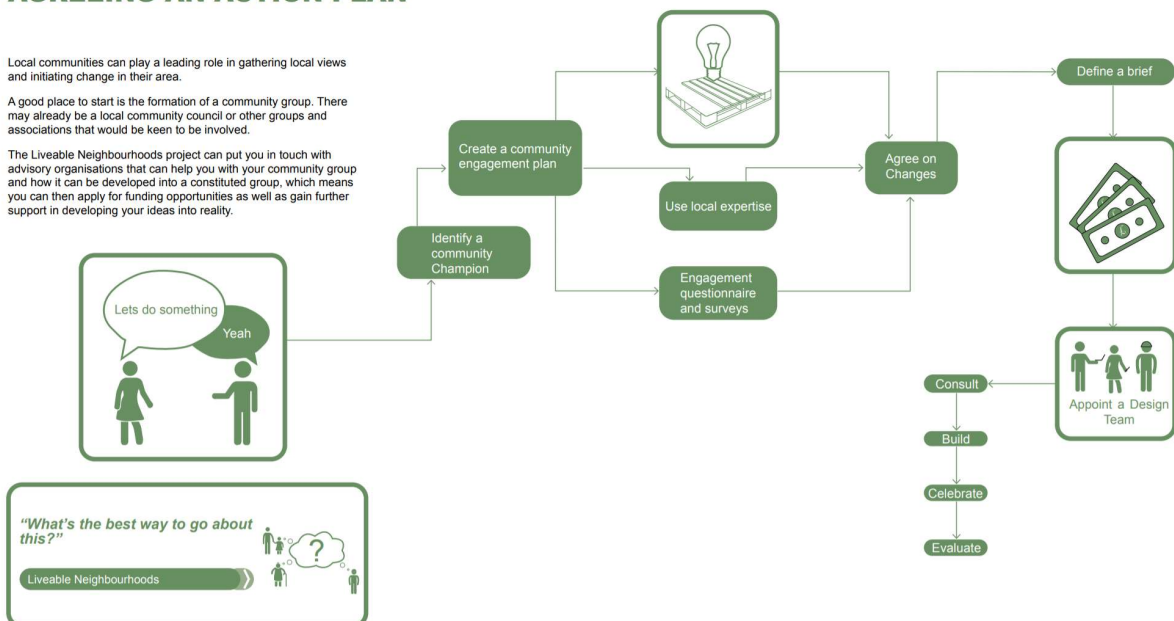 AGREEING AN ACTION PLAN
Local communities can play a leading role in gathering local views
and initiating change in their area.
A good place to start is the formation of a community group. There
may already be a local community council or other groups and
associations that would be keen to be involved.
The Liveable Neighbourhoods project can put you in touch with
advisory organisations that can help you with your community group
and how it can be developed into a constituted group, which means
you can then apply for funding opportunities as well as gain further
support in developing your ideas into reality.
Lets do something
Yeah
Identify a
community
Champion
Create a community
engagement plan
Use local expertise
Engagement
questionnaire
and surveys
Agree on
Changes
Define a brief
Appoint a Design
Team
Consult
Build
Celebrate
Evaluate
"What's the best way to go about
this?"
?
Liveable Neighbourhoods